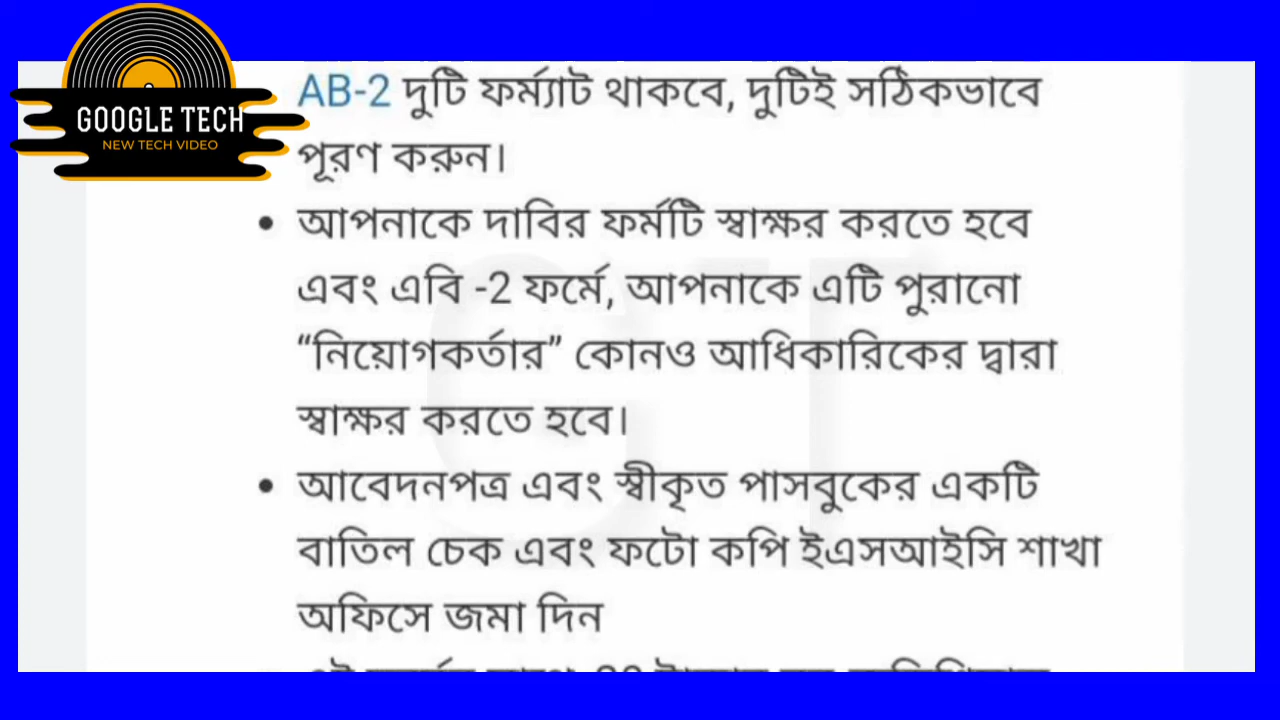 GOOGLE TECH
NEW TECH VIDEO
AB-2 দুটি ফর্ম্যাট থাকবে, দুটিই সঠিকভাবে
পূরণ করুন।
• আপনাকে দাবির ফর্মটি স্বাক্ষর করতে হবে
এবং এবি -2 ফর্মে, আপনাকে এটি পুরানো
“নিয়োগকর্তার” কোনও আধিকারিকের দ্বারা
স্বাক্ষর করতে হবে।
• আবেদনপত্র এবং স্বীকৃত পাসবুকের একটি
বাতিল চেক এবং ফটো কপি ইএসআইসি শাখা
অফিসে জমা দিন